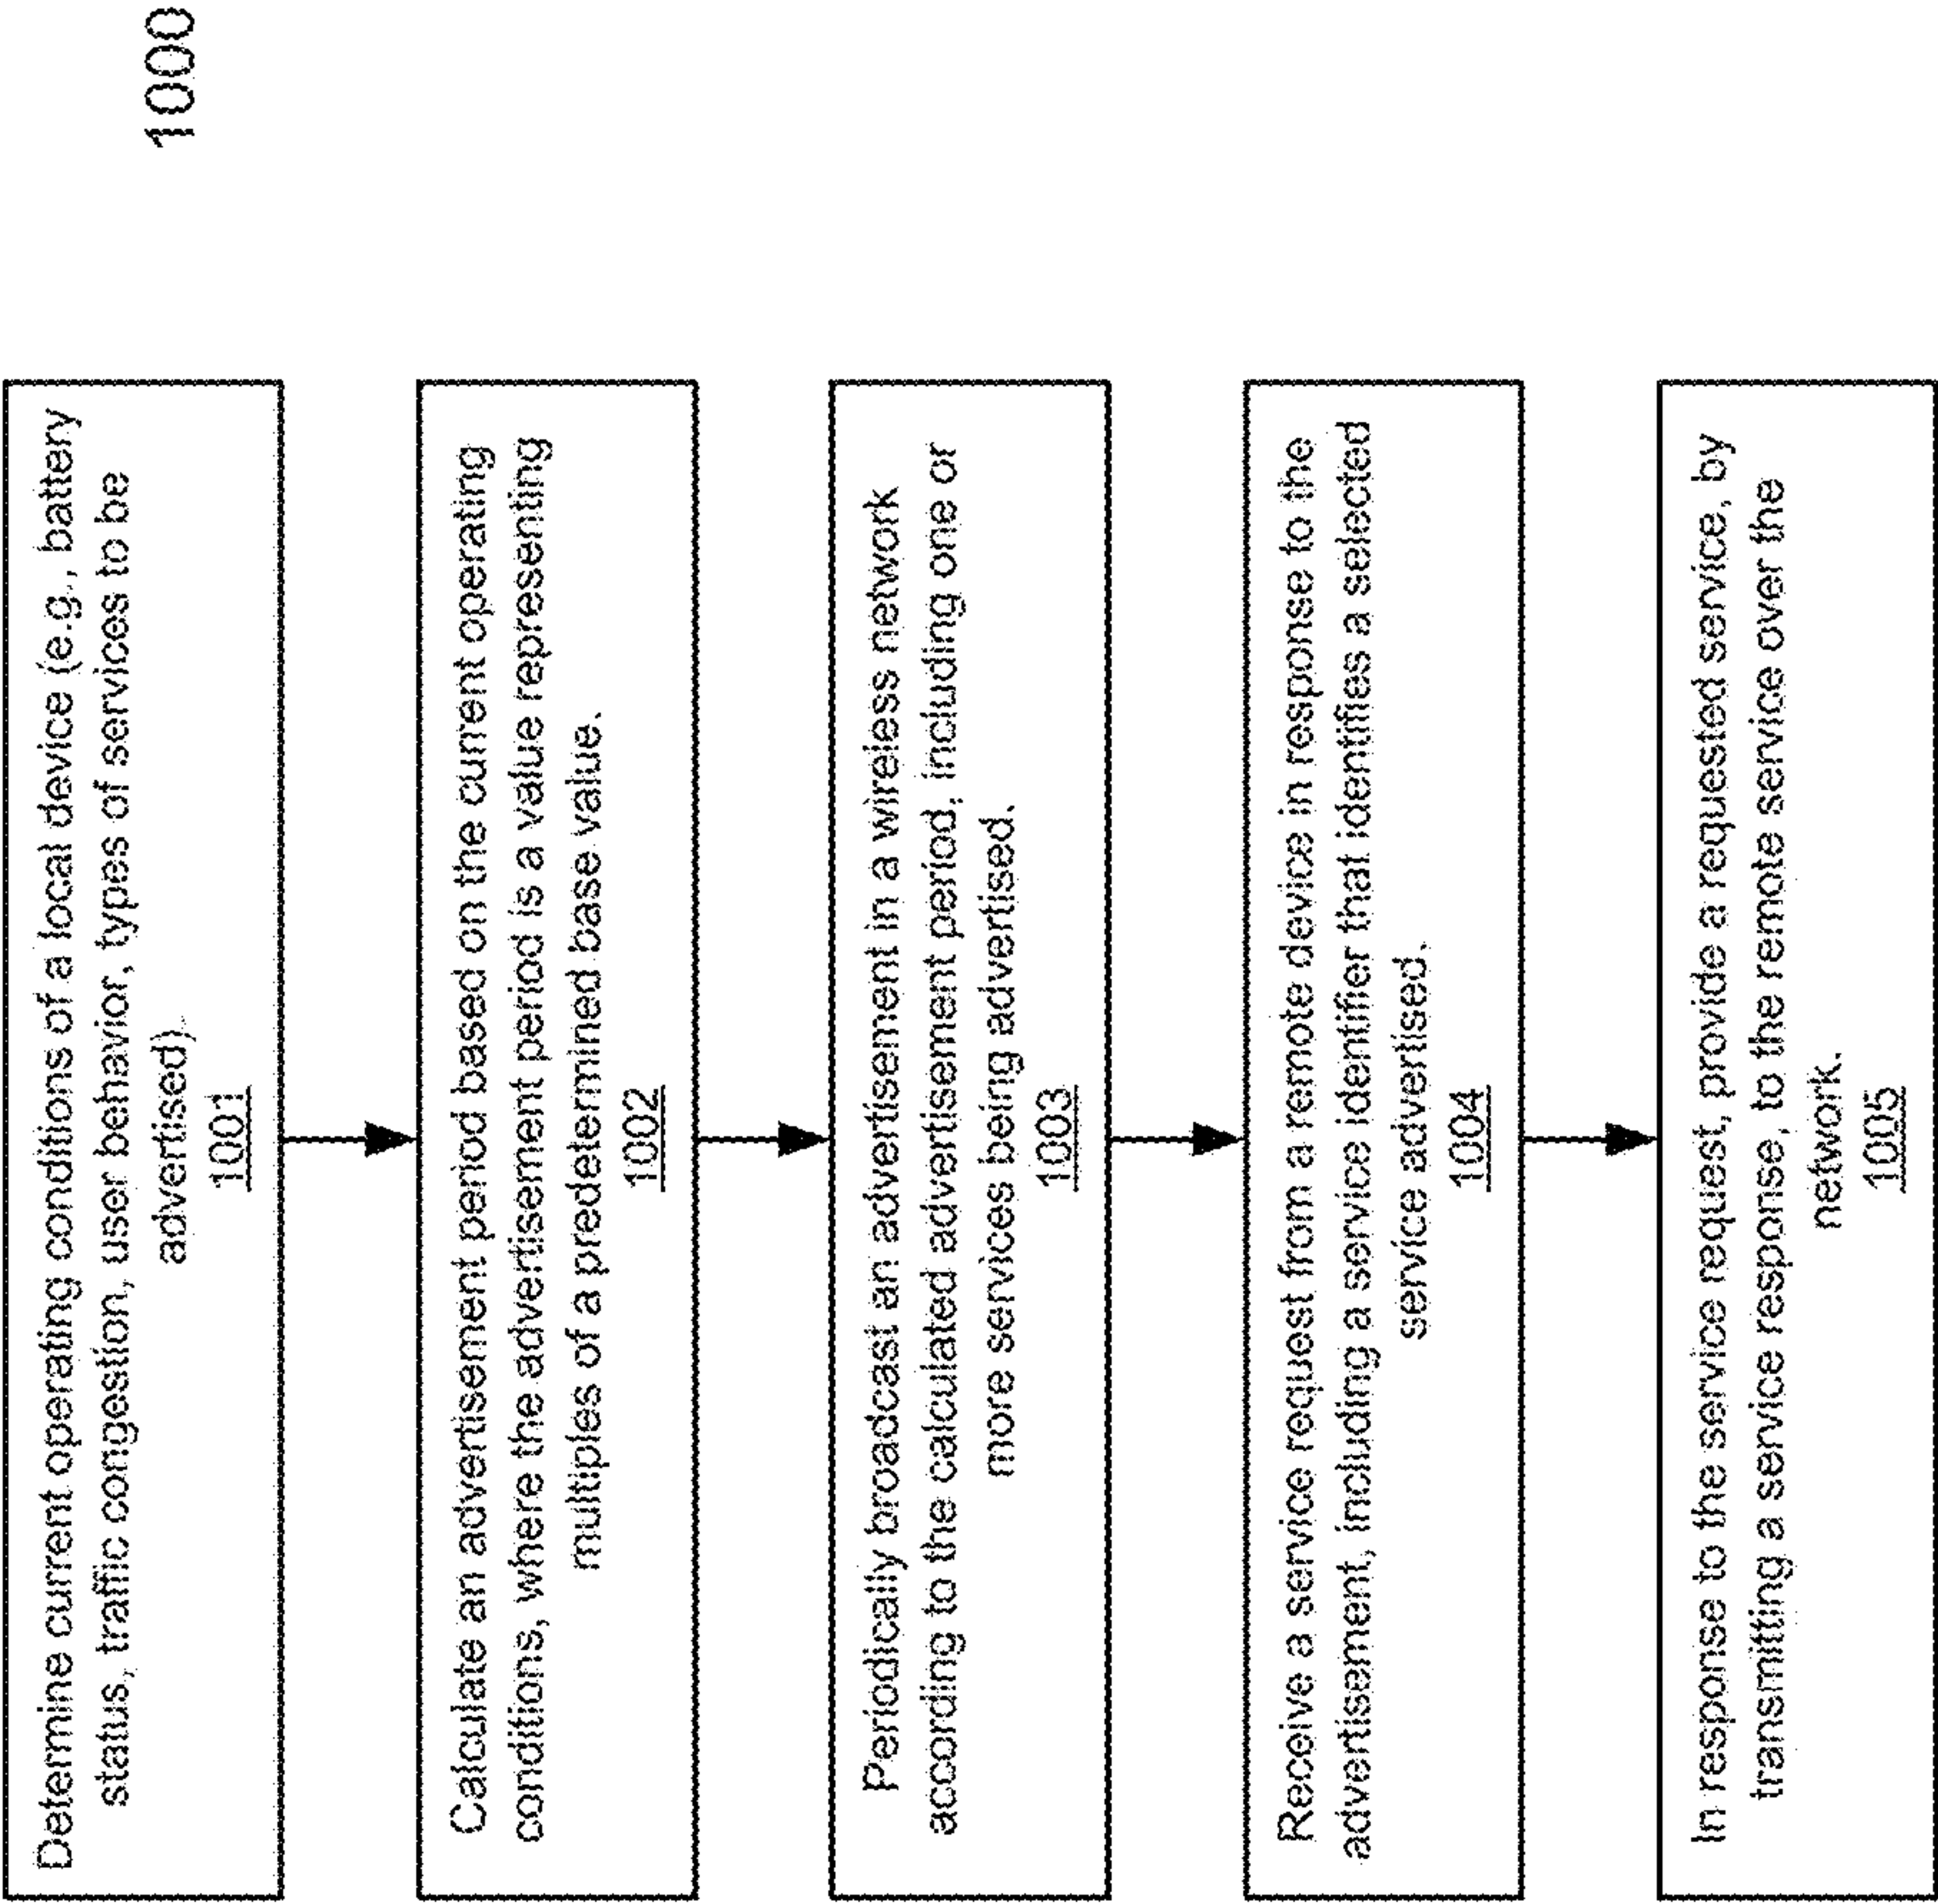 1000
Determine current operating conditions of a local device (e.g., battery
status, traffic congestion, user behavior, types of services to be
advertised).
1001
Calculate an advertisement period based on the current operating
conditions, where the advertisement period is a value representing
multiples of a predetermined base value.
1002
Periodically broadcast an advertisement in a wireless network
according to the calculated advertisement period, including one or
more services being advertised.
1003
Receive a service request from a remote device in response to the
advertisement, including a service identifier that identifies a selected
service advertised.
1004
In response to the service request, provide a requested service, by
transmitting a service response, to the remote service over the
network.
1005